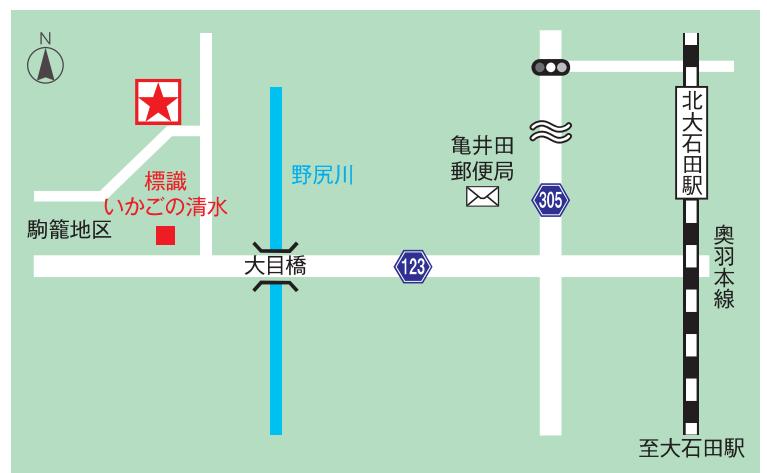 N
標識
いかごの清水
駒籠地区
野尻川
大目橋
123
亀井田
郵便局
305
北大石田駅
奥羽本線
至大石田駅